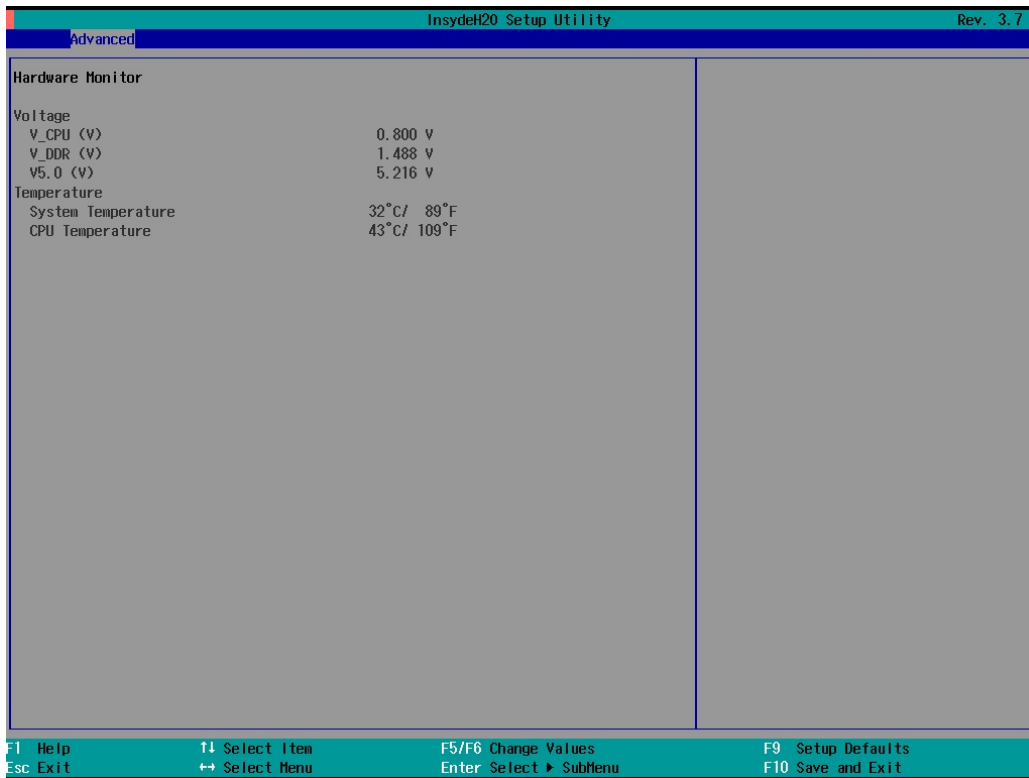 InsydeH20 Setup Utility Rev. 3.7
Advanced
Hardware Monitor
Voltage
V_CPU (V) 0.800 V
V_DDR (V) 1.488 V
V5.0 (V) 5.216 V
Temperature
System Temperature 32°C/ 89°F
CPU Temperature 43°C/ 109°F
F1 Help ↑↓ Select Item F5/F6 Change Values F9 Setup Defaults
Esc Exit ↔ Select Menu Enter Select ▶ SubMenu F10 Save and Exit